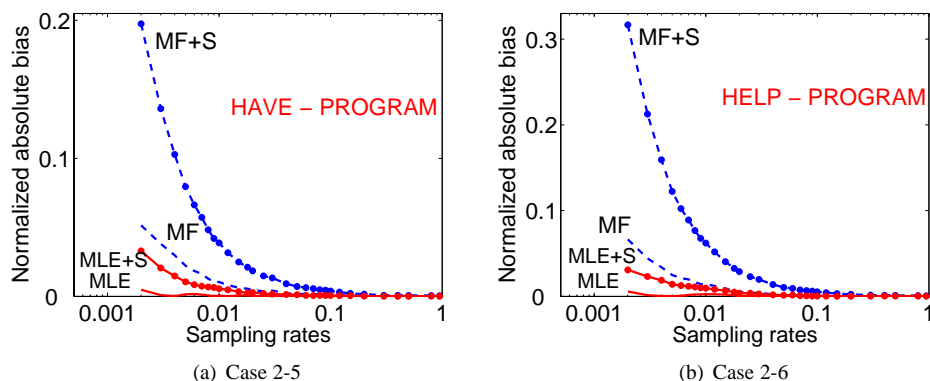 Normalized absolute bias
0.2
0.1
0
MF+S
HAVE – PROGRAM
MF
MLE+S
MLE
0.001 0.01 0.1 1
Sampling rates
(a) Case 2-5
Normalized absolute bias
0.3
0.2
0.1
0
MF+S
HELP – PROGRAM
MF
MLE+S
MLE
0.001 0.01 0.1 1
Sampling rates
(b) Case 2-6